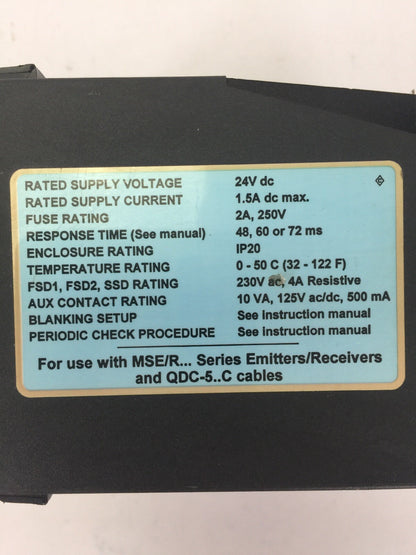 RATED SUPPLY VOLTAGE 24V dc
RATED SUPPLY CURRENT 1.5A dc max.
FUSE RATING 2A, 250V
RESPONSE TIME (See manual) 48, 60 or 72 ms
ENCLOSURE RATING IP20
TEMPERATURE RATING 0 - 50 C (32 - 122 F)
FSD1, FSD2, SSD RATING 230V ac, 4A Resistive
AUX CONTACT RATING 10 VA, 125V ac/dc, 500 mA
BLANKING SETUP See instruction manual
PERIODIC CHECK PROCEDURE See instruction manual
For use with MSE/R... Series Emitters/Receivers
and QDC-5..C cables